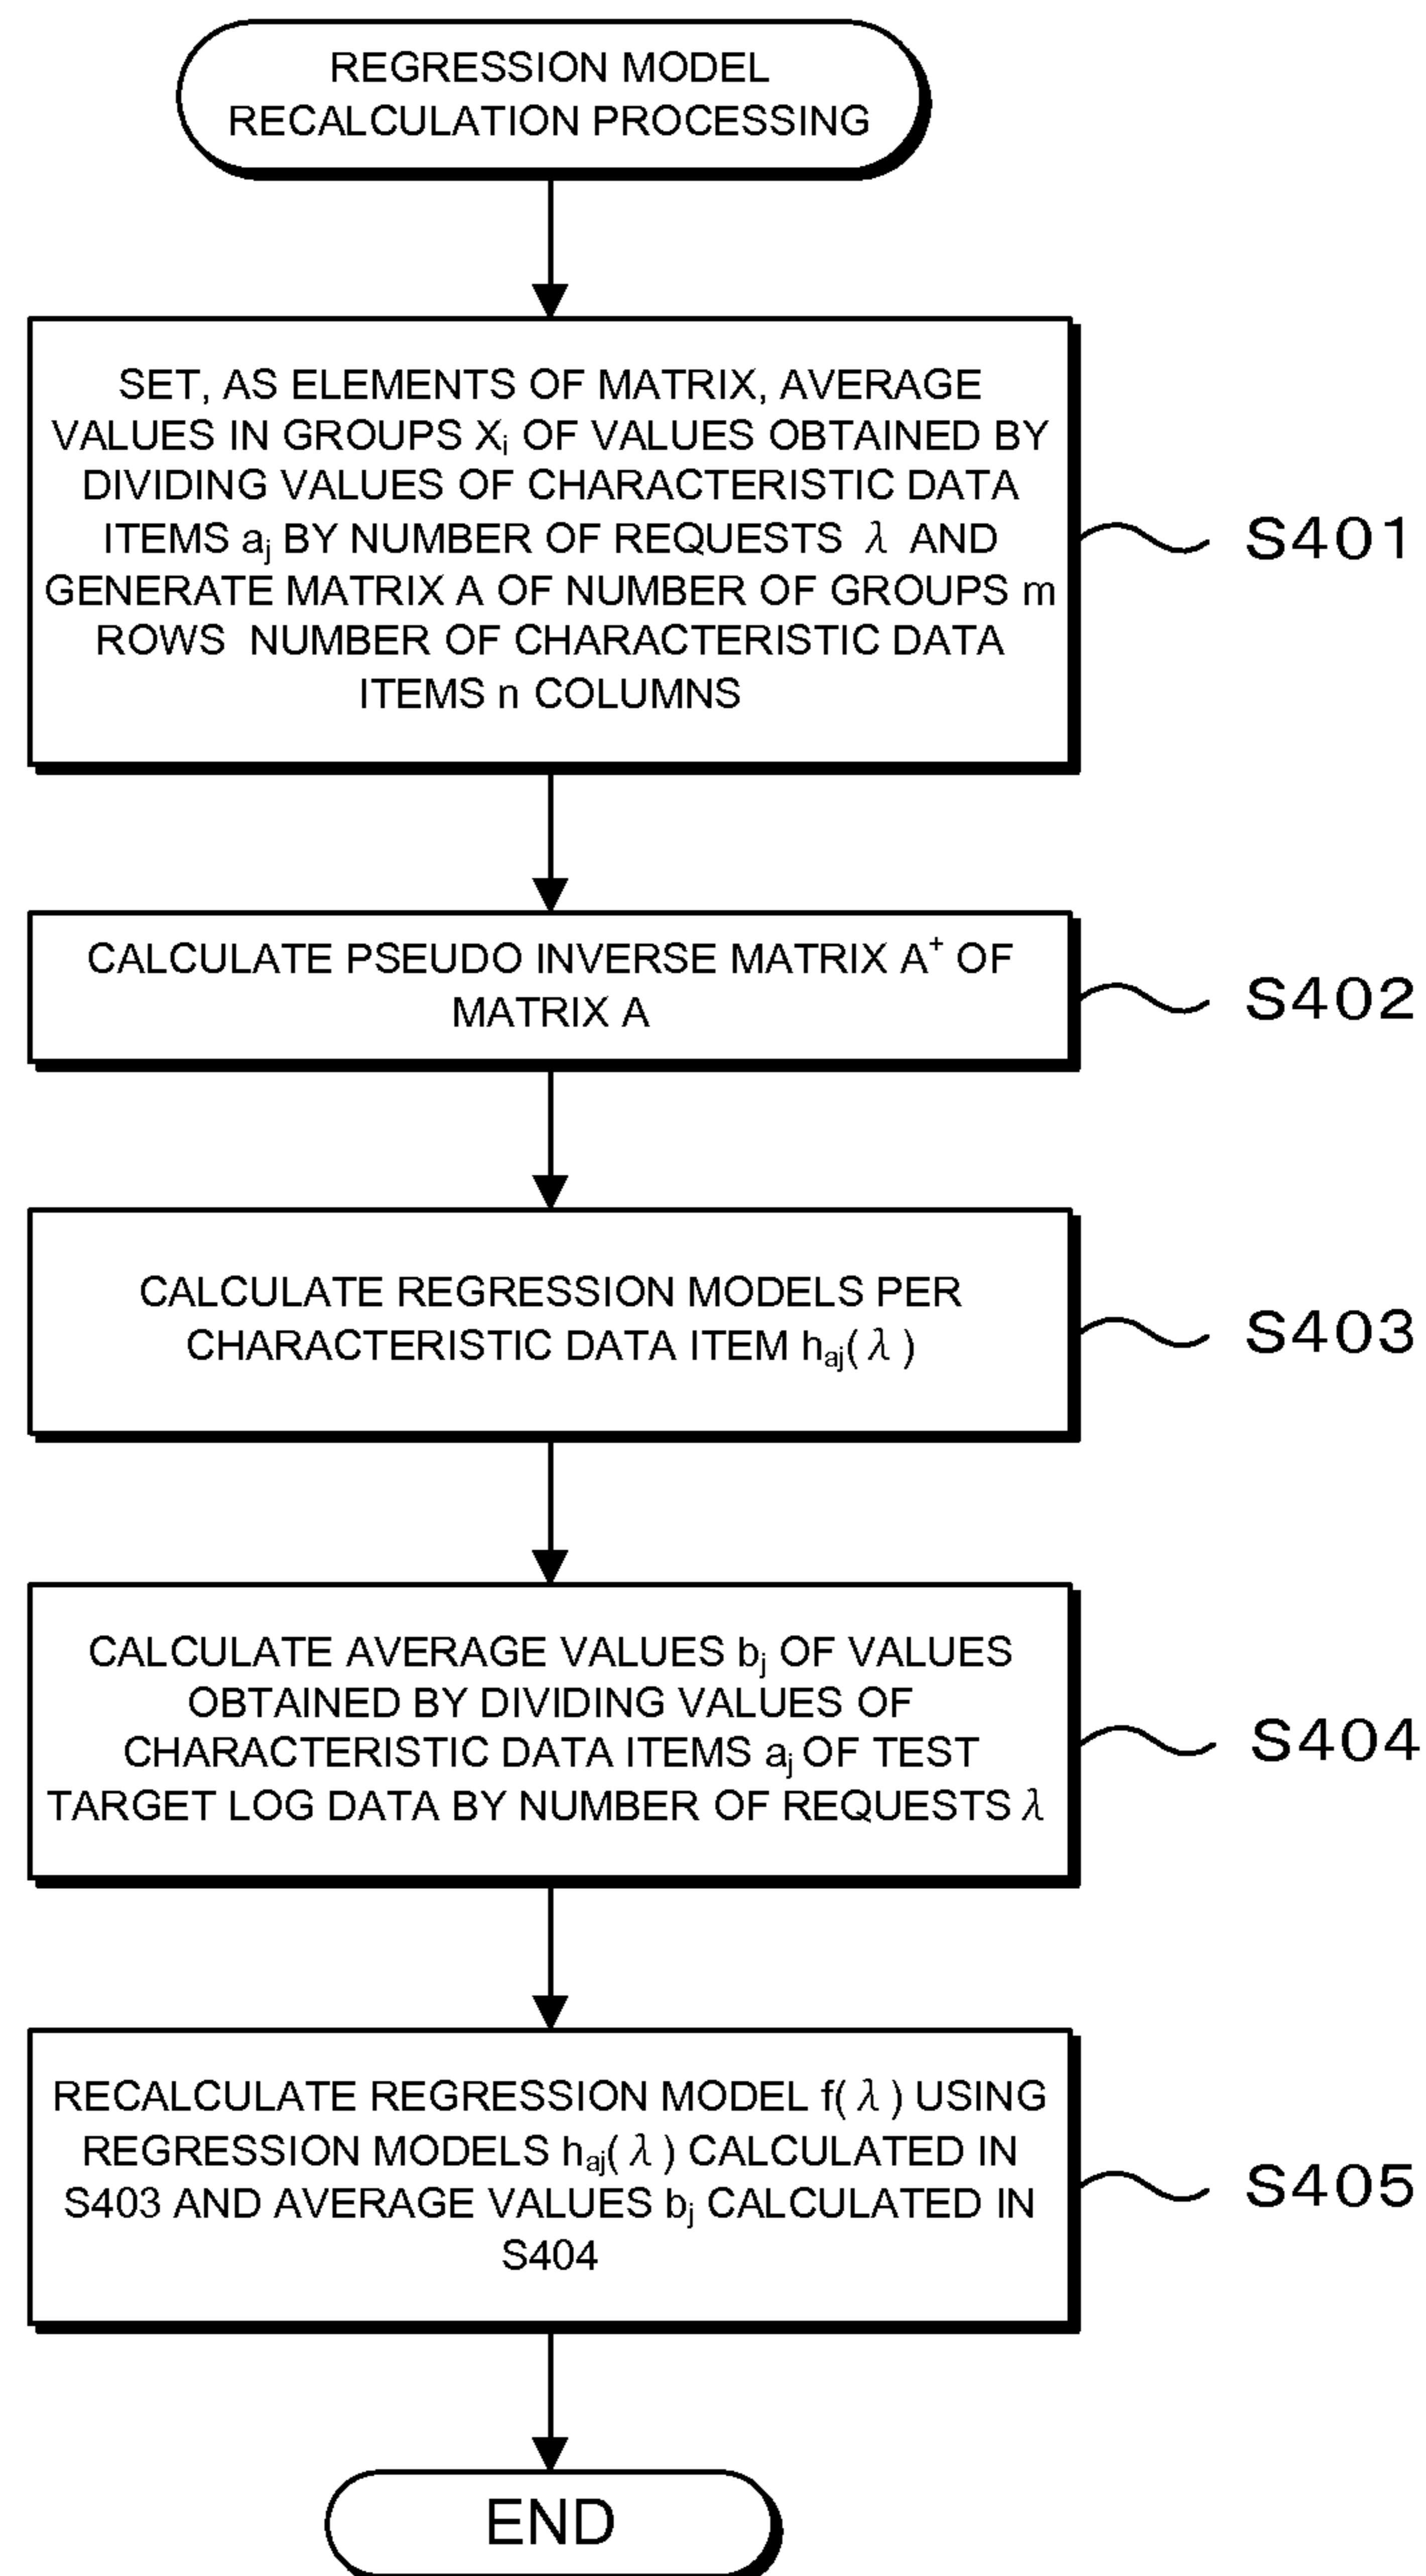 REGRESSION MODEL
RECALCULATION PROCESSING
SET, AS ELEMENTS OF MATRIX, AVERAGE
VALUES IN GROUPS Xᵢ OF VALUES OBTAINED BY
DIVIDING VALUES OF CHARACTERISTIC DATA
ITEMS aⱼ BY NUMBER OF REQUESTS λ AND
GENERATE MATRIX A OF NUMBER OF GROUPS m
ROWS NUMBER OF CHARACTERISTIC DATA
ITEMS n COLUMNS
S401
CALCULATE PSEUDO INVERSE MATRIX A⁺ OF
MATRIX A
S402
CALCULATE REGRESSION MODELS PER
CHARACTERISTIC DATA ITEM hₐⱼ(λ)
S403
CALCULATE AVERAGE VALUES bⱼ OF VALUES
OBTAINED BY DIVIDING VALUES OF
CHARACTERISTIC DATA ITEMS aⱼ OF TEST
TARGET LOG DATA BY NUMBER OF REQUESTS λ
S404
RECALCULATE REGRESSION MODEL f(λ) USING
REGRESSION MODELS hₐⱼ(λ) CALCULATED IN
S403 AND AVERAGE VALUES bⱼ CALCULATED IN
S404
S405
END